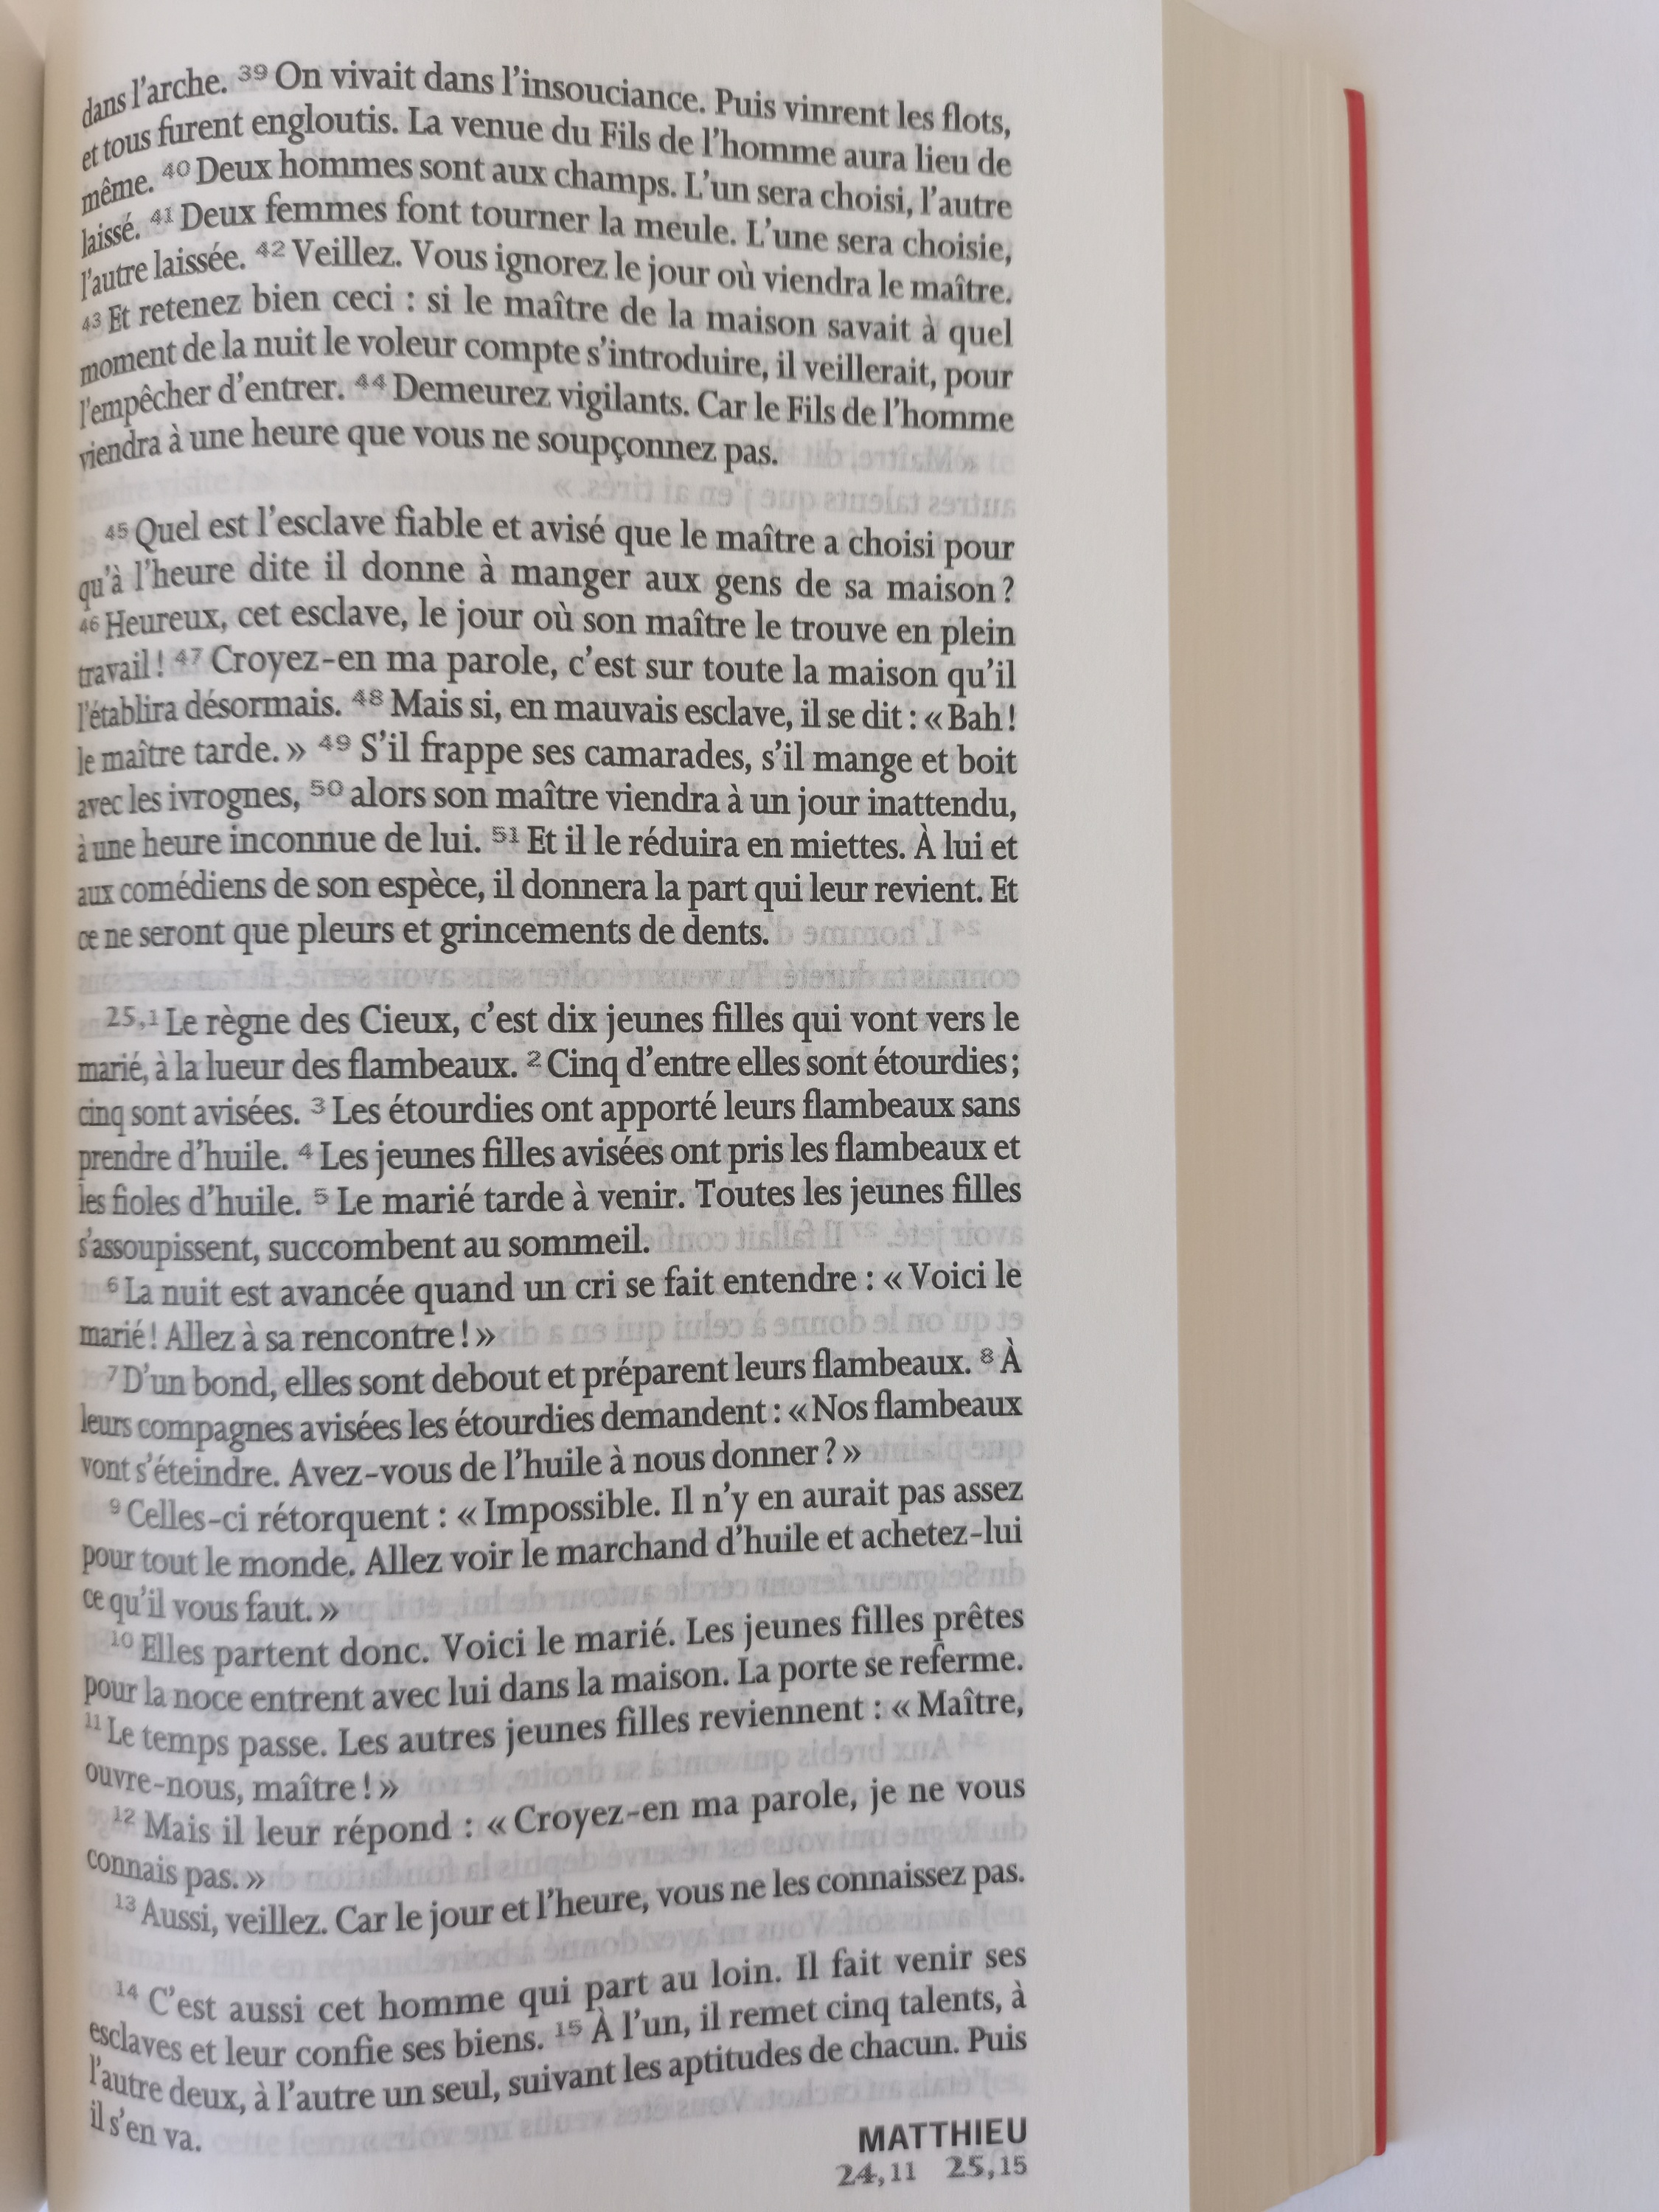 dans l'arche. 39 On vivait dans l'insouciance. Puis vinrent les flots,
et tous furent engloutis. La venue du Fils de l'homme aura lieu de
même. 40 Deux hommes sont aux champs. L'un sera choisi, l'autre
laissé. 41 Deux femmes font tourner la meule. L'une sera choisie,
l'autre laissée. 42 Veillez. Vous ignorez le jour où viendra le maître.
43 Et retenez bien ceci : si le maître de la maison savait à quel
moment de la nuit le voleur compte s'introduire, il veillerait, pour
l'empêcher d'entrer. 44 Demeurez vigilants. Car le Fils de l'homme
viendra à une heure que vous ne soupçonnez pas.
45 Quel est l'esclave fiable et avisé que le maître a choisi pour
qu'à l'heure dite il donne à manger aux gens de sa maison ?
46 Heureux, cet esclave, le jour où son maître le trouve en plein
travail ! 47 Croyez-en ma parole, c'est sur toute la maison qu'il
l'établira désormais. 48 Mais si, en mauvais esclave, il se dit : « Bah !
le maître tarde. » 49 S'il frappe ses camarades, s'il mange et boit
avec les ivrognes, 50 alors son maître viendra à un jour inattendu,
à une heure inconnue de lui. 51 Et il le réduira en miettes. À lui et
aux comédiens de son espèce, il donnera la part qui leur revient. Et
ce ne seront que pleurs et grincements de dents.
25,1 Le règne des Cieux, c'est dix jeunes filles qui vont vers le
marié, à la lueur des flambeaux. 2 Cinq d'entre elles sont étourdies ;
cinq sont avisées. 3 Les étourdies ont apporté leurs flambeaux sans
prendre d'huile. 4 Les jeunes filles avisées ont pris les flambeaux et
les fioles d'huile. 5 Le marié tarde à venir. Toutes les jeunes filles
s'assoupissent, succombent au sommeil.
6 La nuit est avancée quand un cri se fait entendre : « Voici le
marié ! Allez à sa rencontre ! »
7 D'un bond, elles sont debout et préparent leurs flambeaux. 8 À
leurs compagnes avisées les étourdies demandent : « Nos flambeaux
vont s'éteindre. Avez-vous de l'huile à nous donner ? »
9 Celles-ci rétorquent : « Impossible. Il n'y en aurait pas assez
pour tout le monde. Allez voir le marchand d'huile et achetez-lui
ce qu'il vous faut. »
10 Elles partent donc. Voici le marié. Les jeunes filles prêtes
pour la noce entrent avec lui dans la maison. La porte se referme.
11 Le temps passe. Les autres jeunes filles reviennent : « Maître,
ouvre-nous, maître ! »
12 Mais il leur répond : « Croyez-en ma parole, je ne vous
connais pas. »
13 Aussi, veillez. Car le jour et l'heure, vous ne les connaissez pas.
14 C'est aussi cet homme qui part au loin. Il fait venir ses
esclaves et leur confie ses biens. 15 À l'un, il remet cinq talents, à
l'autre deux, à l'autre un seul, suivant les aptitudes de chacun. Puis
il s'en va.
MATTHIEU
24,11 25,15